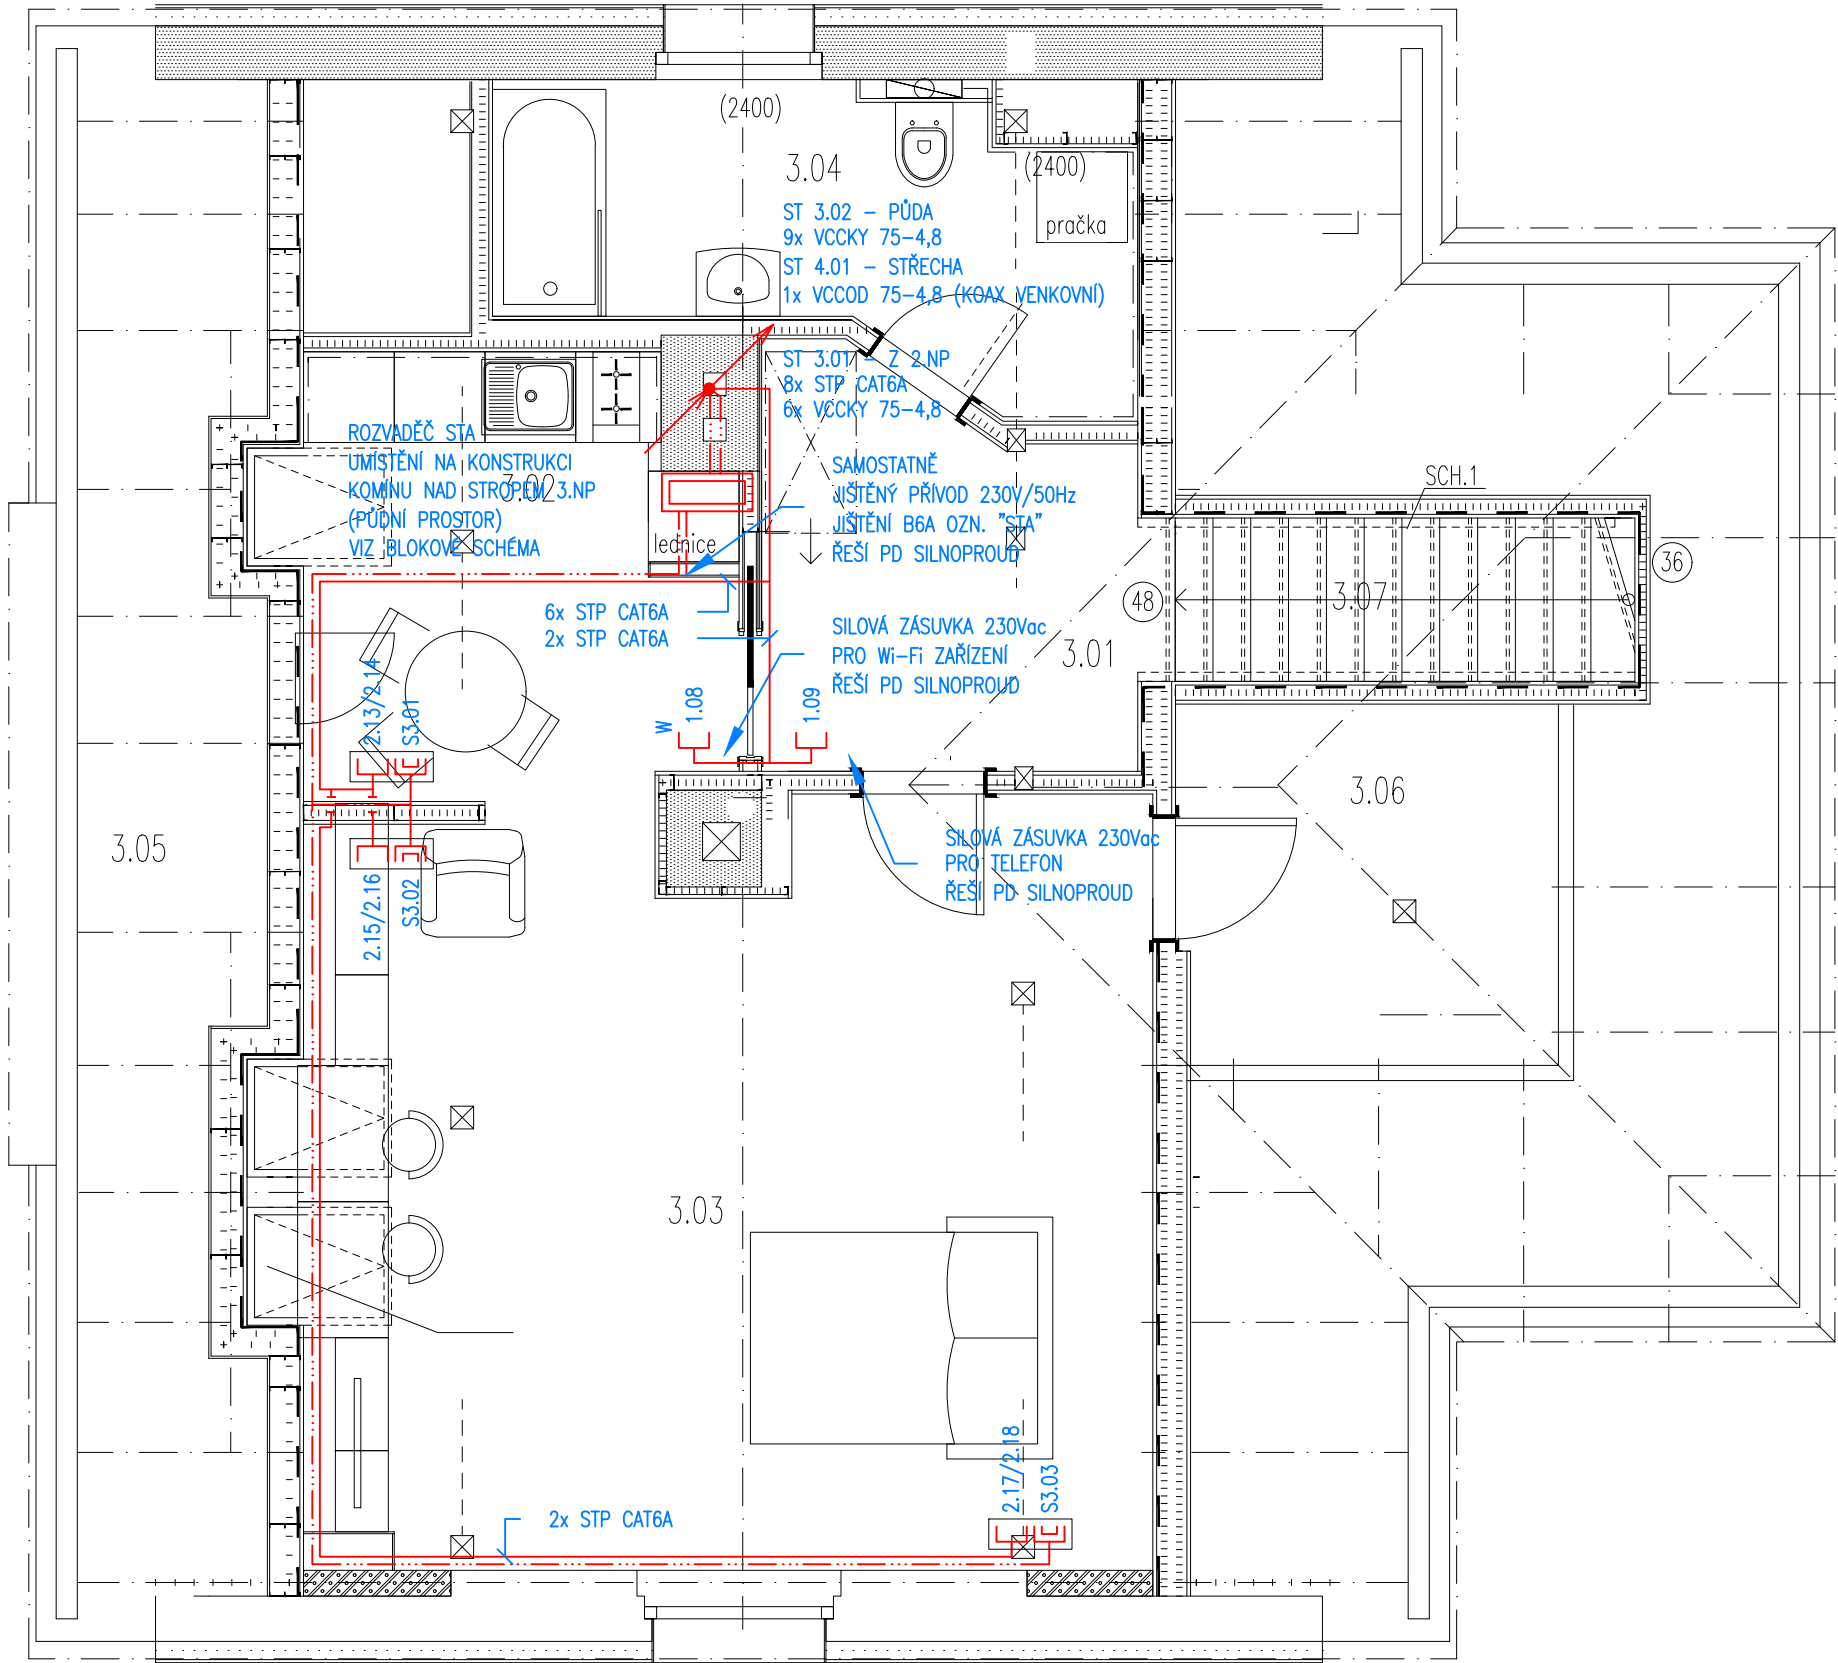 (2400)
3.04
(2400)
pračka
ST 3.02 – PŮDA
9x VCCKY 75–4,8
ST 4.01 – STŘECHA
1x VCCOD 75–4,8 (KOAX VENKOVNÍ)
ST 3.01 – Z 2.NP
8x STP CAT6A
6x VCCKY 75–4,8
ROZVADĚČ STA
UMÍSTĚNÍ NA KONSTRUKCI
KOMÍNU NAD STROPEM 3.NP
(PŮDNÍ PROSTOR)
VIZ BLOKOVÉ SCHÉMA
3.02
lednice
SAMOSTATNĚ
JIŠTĚNÝ PŘÍVOD 230V/50Hz
JIŠTĚNÍ B6A OZN. "STA"
ŘEŠÍ PD SILNOPROUD
SCH.1
36
48
3.07
6x STP CAT6A
2x STP CAT6A
SILOVÁ ZÁSUVKA 230Vac
PRO Wi–Fi ZAŘÍZENÍ
ŘEŠÍ PD SILNOPROUD
3.01
2.13/2.14
S3.01
W
1.08
1.09
3.06
3.05
SILOVÁ ZÁSUVKA 230Vac
PRO TELEFON
ŘEŠÍ PD SILNOPROUD
2.15/2.16
S3.02
3.03
2.17/2.18
S3.03
2x STP CAT6A